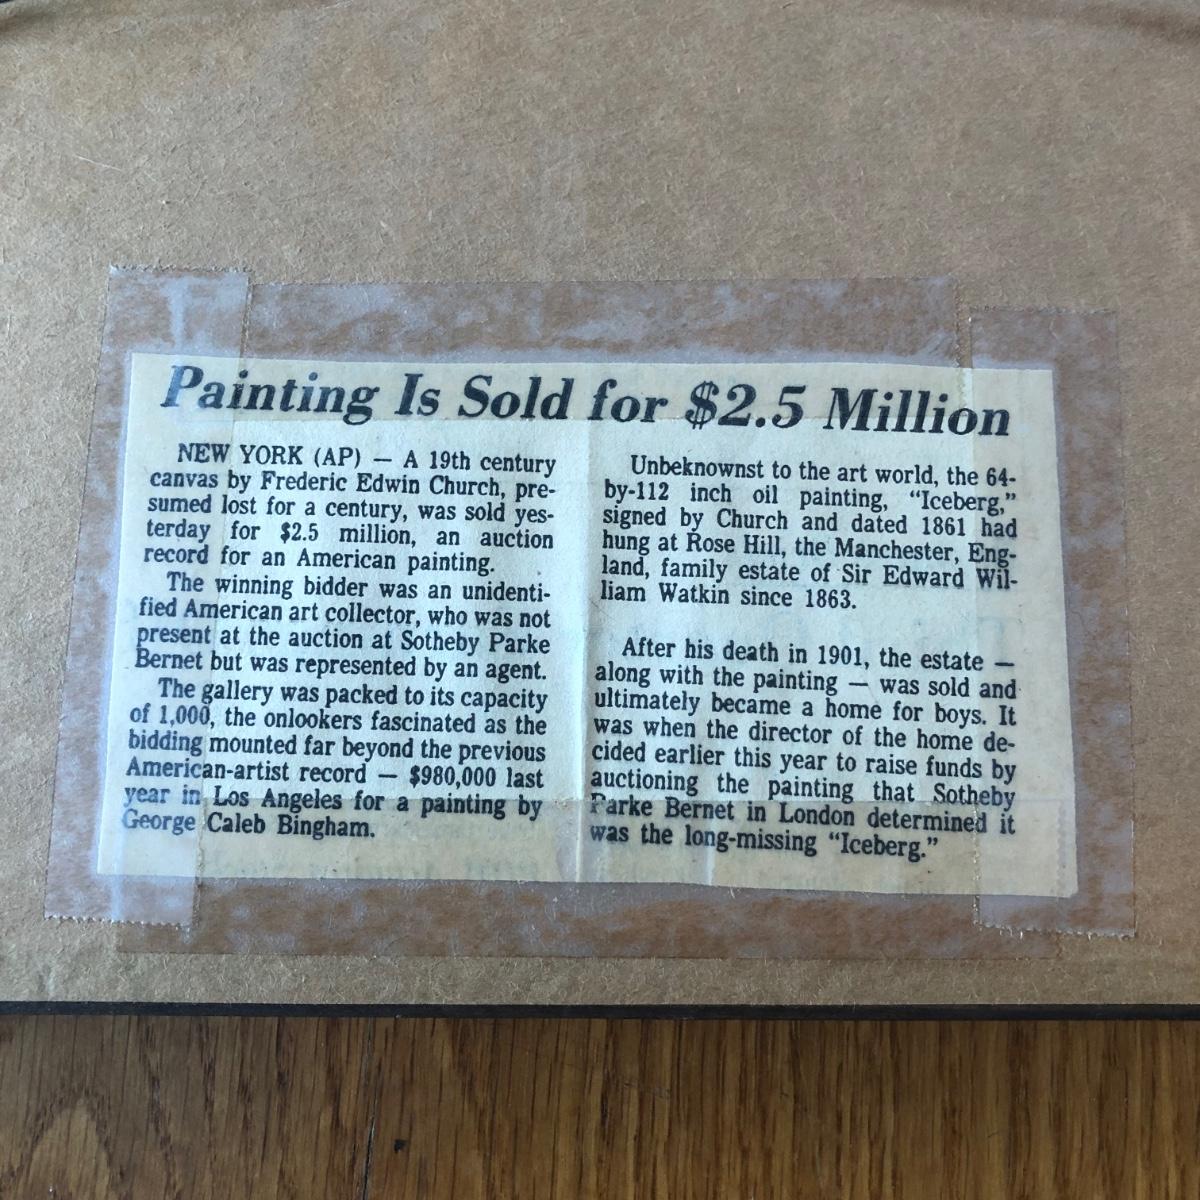 Painting Is Sold for $2.5 Million
NEW YORK (AP) — A 19th century
canvas by Frederic Edwin Church, pre-
sumed lost for a century, was sold yes-
terday for $2.5 million, an auction
record for an American painting.
The winning bidder was an unidenti-
fied American art collector, who was not
present at the auction at Sotheby Parke
Bernet but was represented by an agent.
The gallery was packed to its capacity
of 1,000, the onlookers fascinated as the
bidding mounted far beyond the previous
American-artist record — $980,000 last
year in Los Angeles for a painting by
George Caleb Bingham.
Unbeknownst to the art world, the 64-
by-112 inch oil painting, “Iceberg,”
signed by Church and dated 1861 had
hung at Rose Hill, the Manchester, Eng-
land, family estate of Sir Edward Wil-
liam Watkin since 1863.
After his death in 1901, the estate —
along with the painting — was sold and
ultimately became a home for boys. It
was when the director of the home de-
cided earlier this year to raise funds by
auctioning the painting that Sotheby
Parke Bernet in London determined it
was the long-missing “Iceberg.”